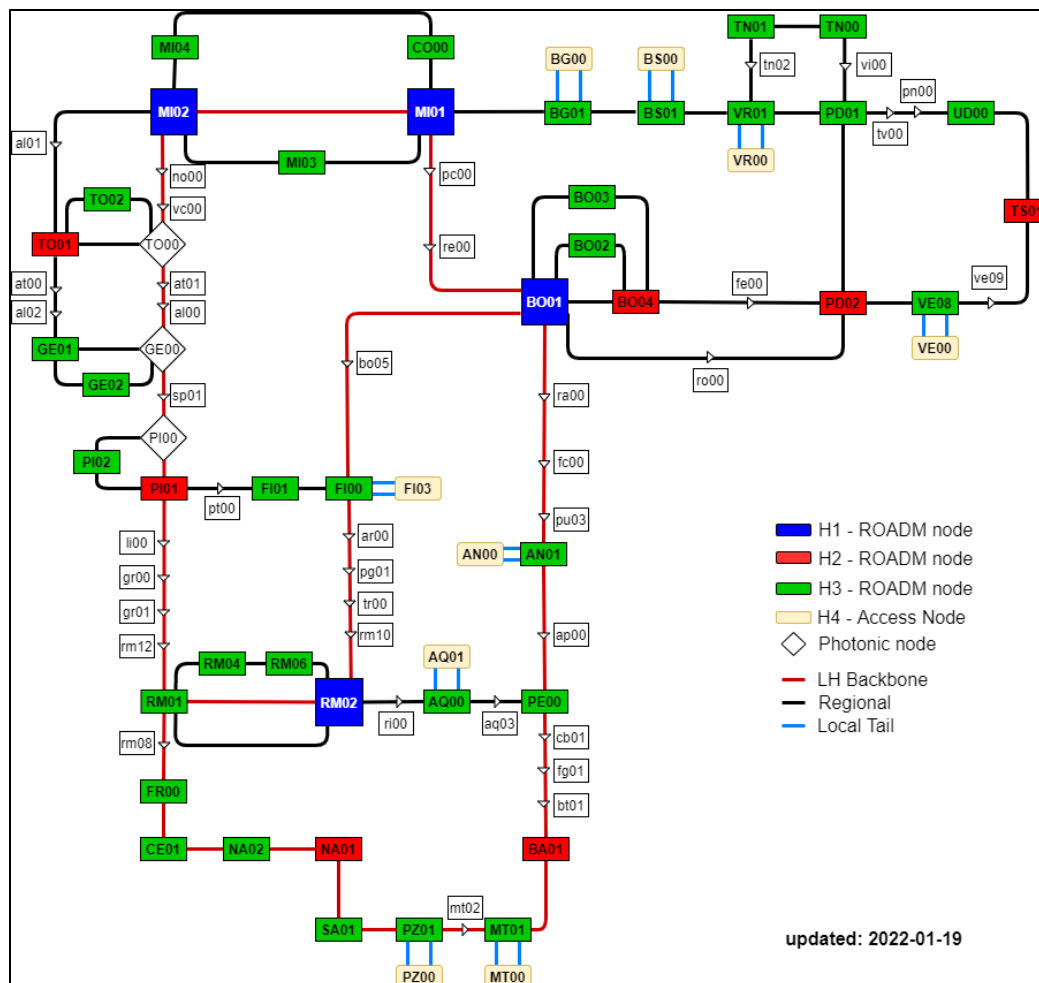 TN01
TN00
MI04
CO00
BG00
BS00
tn02
vi00
pn00
MI02
MI01
BG01
BS01
VR01
PD01
UD00
tv00
al01
MI03
VR00
no00
pc00
TO02
vc00
BO03
TS01
TO01
TO00
re00
BO02
at00
at01
fe00
ve09
al02
al00
BO01
BO04
PD02
VE08
GE01
GE00
VE00
bo05
ro00
GE02
sp01
ra00
PI00
PI02
fc00
PI01
FI01
FI00
FI03
pt00
pu03
li00
ar00
AN00
AN01
gr00
pg01
gr01
tr00
rm12
rm10
ap00
RM04
RM06
AQ01
RM01
RM02
AQ00
PE00
ri00
aq03
rm08
cb01
fg01
FR00
bt01
CE01
NA02
NA01
BA01
mt02
SA01
PZ01
MT01
PZ00
MT00
H1 - ROADM node
H2 - ROADM node
H3 - ROADM node
H4 - Access Node
Photonic node
LH Backbone
Regional
Local Tail
updated: 2022-01-19